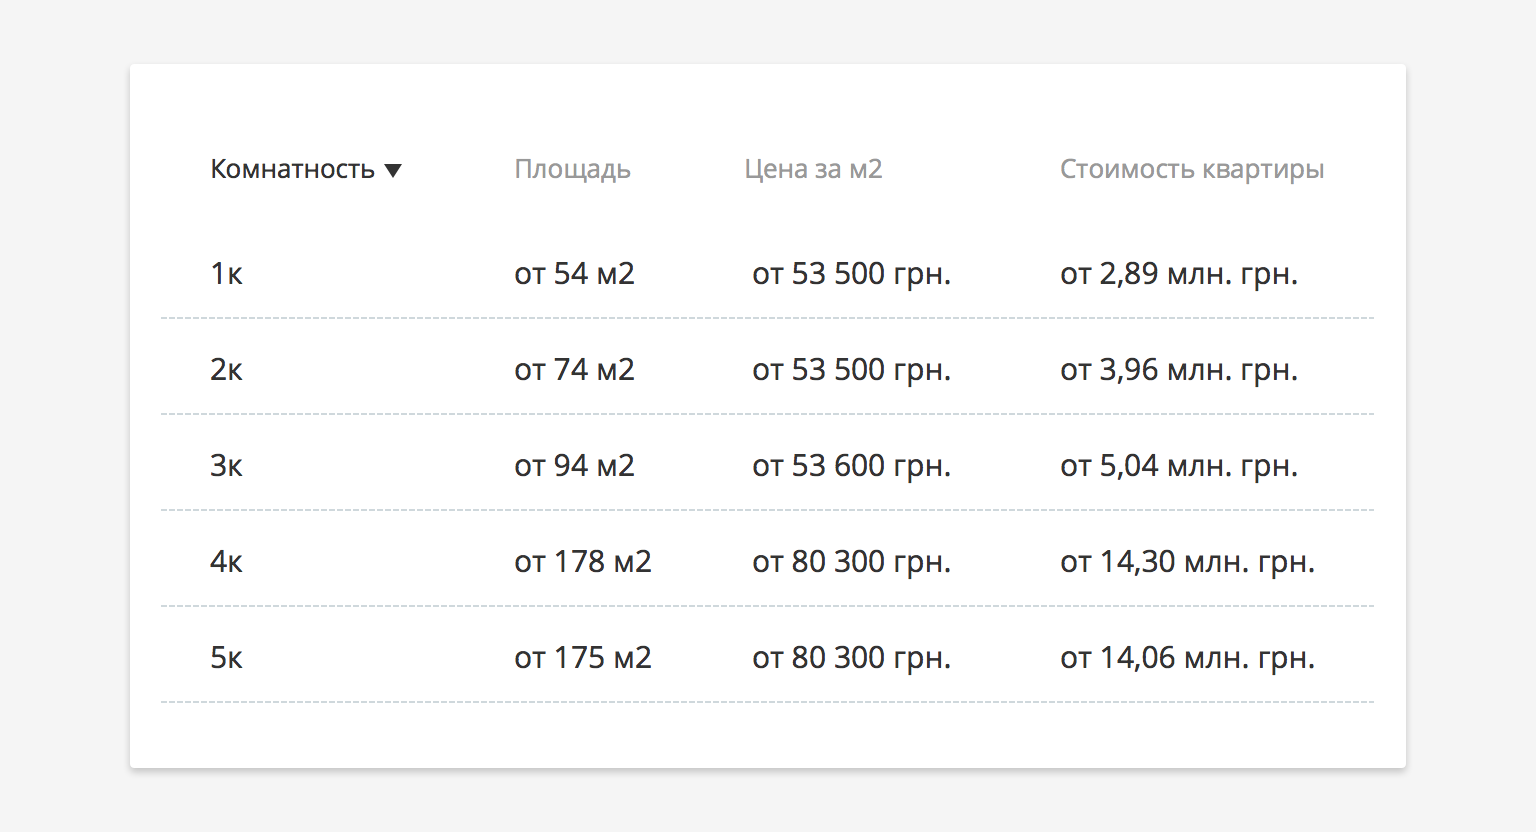 Комнатность Площадь Цена за м2 Стоимость квартиры
1к от 54 м2 от 53 500 грн. от 2,89 млн. грн.
2к от 74 м2 от 53 500 грн. от 3,96 млн. грн.
3к от 94 м2 от 53 600 грн. от 5,04 млн. грн.
4к от 178 м2 от 80 300 грн. от 14,30 млн. грн.
5к от 175 м2 от 80 300 грн. от 14,06 млн. грн.